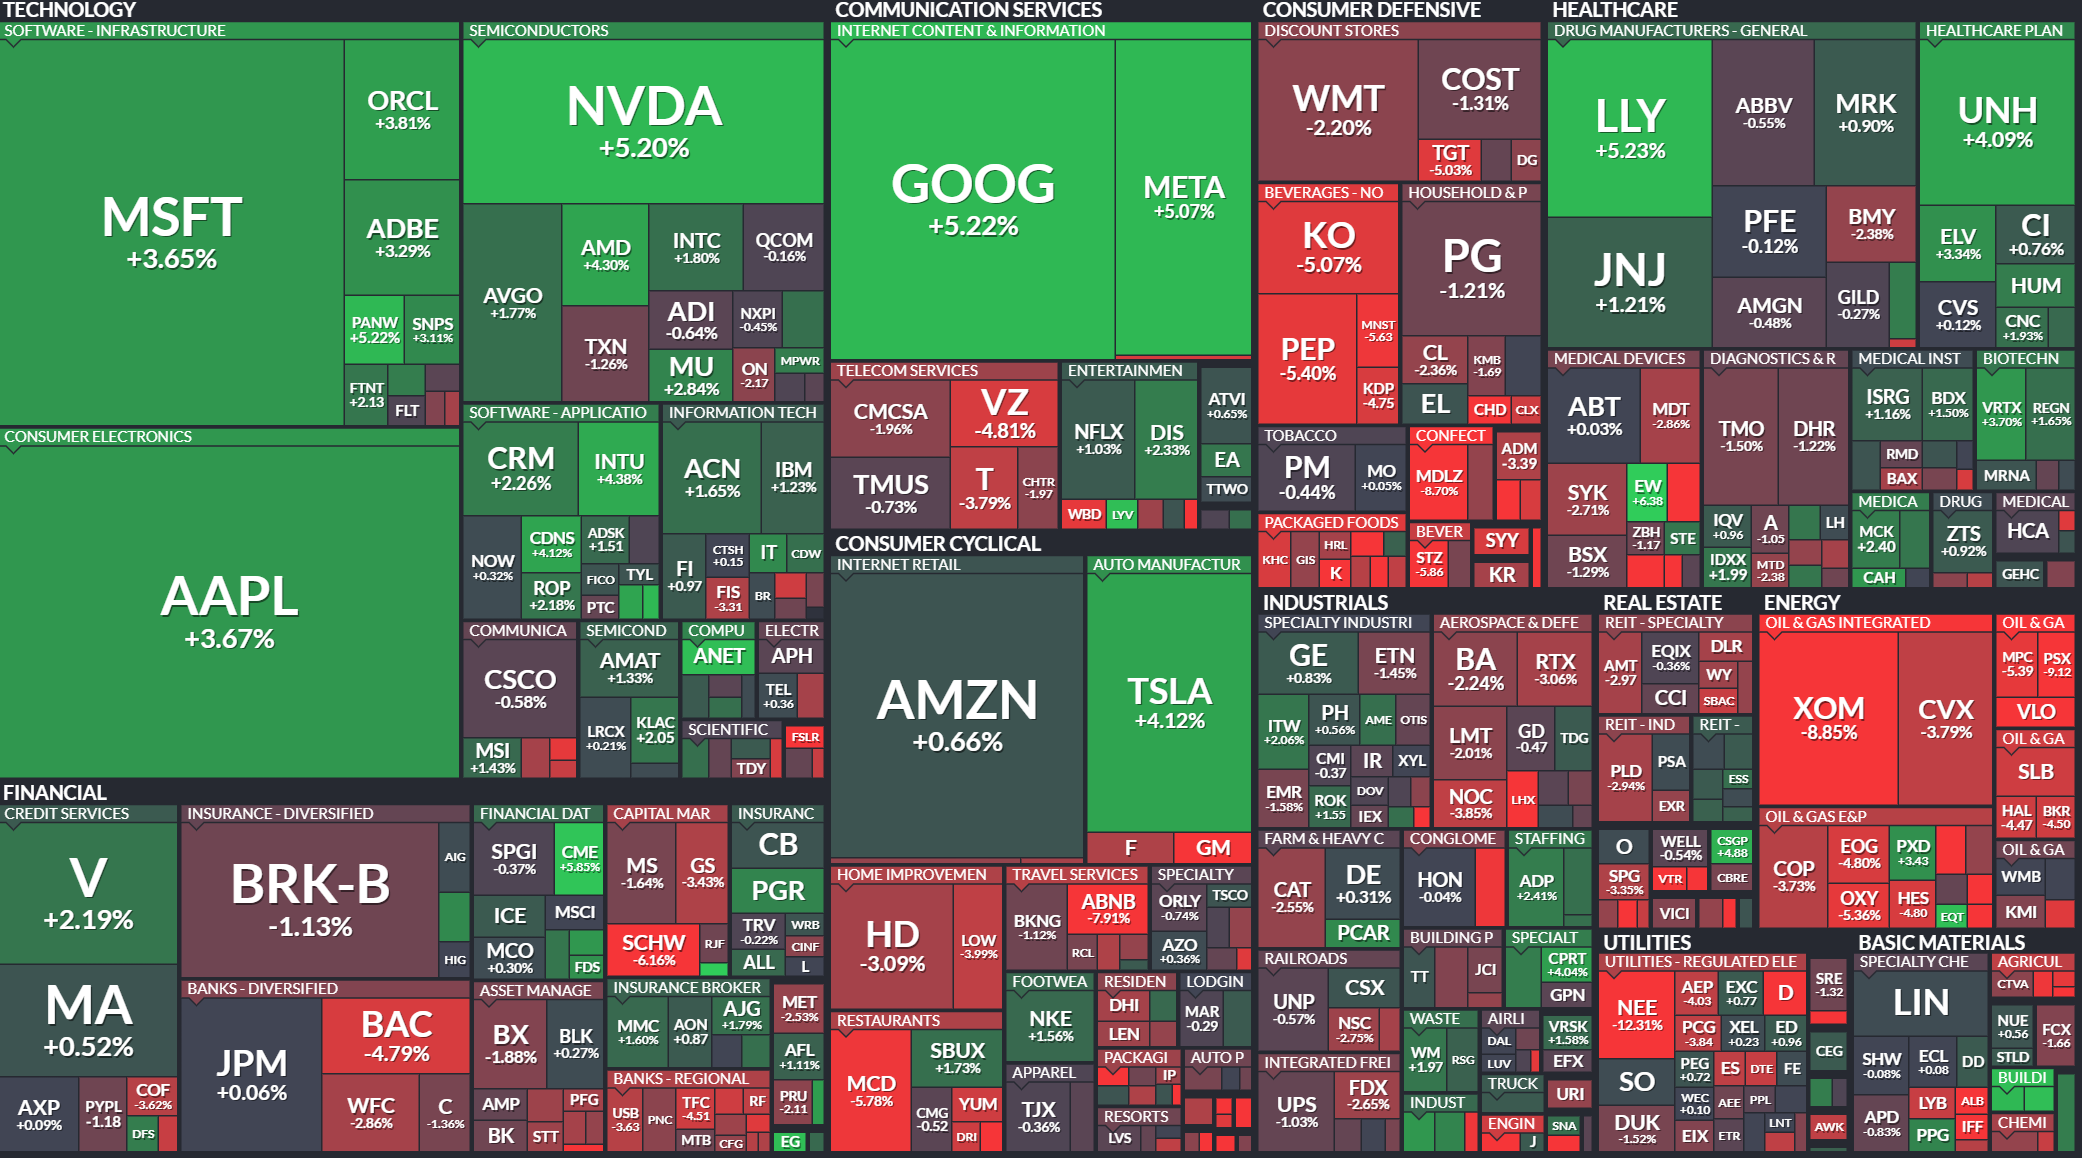 TECHNOLOGY
SOFTWARE - INFRASTRUCTURE
MSFT
+3.65%
ORCL
+3.81%
ADBE
+3.29%
PANW
+5.22%
SNPS
+3.11%
FTNT
+2.13
FLT
CONSUMER ELECTRONICS
AAPL
+3.67%
SEMICONDUCTORS
NVDA
+5.20%
AVGO
+1.77%
AMD
+4.30%
INTC
+1.80%
QCOM
-0.16%
TXN
-1.26%
ADI
-0.64%
NXPI
-0.45%
MU
+2.84%
ON
-2.17
MPWR
SOFTWARE - APPLICATIO
CRM
+2.26%
INTU
+4.38%
NOW
+0.32%
CDNS
+4.12%
ADSK
+1.51
ROP
+2.18%
FICO
TYL
PTC
INFORMATION TECH
ACN
+1.65%
IBM
+1.23%
FI
+0.97
CTSH
+0.15
IT
CDW
FIS
-3.31
BR
COMMUNICA
CSCO
-0.58%
MSI
+1.43%
SEMICOND
AMAT
+1.33%
LRCX
+0.21%
KLAC
+2.05
COMPU
ANET
ELECTR
APH
TEL
+0.36
SCIENTIFIC
TDY
FSLR
COMMUNICATION SERVICES
INTERNET CONTENT & INFORMATION
GOOG
+5.22%
META
+5.07%
TELECOM SERVICES
CMCSA
-1.96%
VZ
-4.81%
TMUS
-0.73%
T
-3.79%
CHTR
-1.97
ENTERTAINMEN
NFLX
+1.03%
DIS
+2.33%
WBD
LYV
ATVI
+0.65%
EA
TTWO
CONSUMER CYCLICAL
INTERNET RETAIL
AMZN
+0.66%
AUTO MANUFACTUR
TSLA
+4.12%
F
GM
HOME IMPROVEMEN
HD
-3.09%
LOW
-3.99%
TRAVEL SERVICES
BKNG
-1.12%
ABNB
-7.91%
RCL
SPECIALTY
ORLY
-0.74%
TSCO
AZO
+0.36%
RESTAURANTS
MCD
-5.78%
SBUX
+1.73%
CMG
-0.52
YUM
DRI
FOOTWEA
NKE
+1.56%
APPAREL
TJX
-0.36%
RESIDEN
DHI
LEN
LODGIN
MAR
-0.29
PACKAGI
IP
AUTO P
RESORTS
LVS
FINANCIAL
CREDIT SERVICES
V
+2.19%
MA
+0.52%
AXP
+0.09%
PYPL
-1.18
COF
-3.62%
DFS
INSURANCE - DIVERSIFIED
BRK-B
-1.13%
AIG
HIG
BANKS - DIVERSIFIED
JPM
+0.06%
BAC
-4.79%
WFC
-2.86%
C
-1.36%
FINANCIAL DAT
SPGI
-0.37%
CME
+5.85%
ICE
MSCI
MCO
+0.30%
FDS
CAPITAL MAR
MS
-1.64%
GS
-3.43%
SCHW
-6.16%
RJF
INSURANC
CB
PGR
TRV
-0.22%
WRB
CINF
ALL
L
ASSET MANAGE
BX
-1.88%
BLK
+0.27%
AMP
PFG
BK
STT
INSURANCE BROKER
MMC
+1.60%
AON
+0.87
AJG
+1.79%
BANKS - REGIONAL
USB
-3.63
PNC
TFC
-4.51
RF
MTB
CFG
MET
-2.53%
AFL
+1.11%
PRU
-2.11
EG
CONSUMER DEFENSIVE
DISCOUNT STORES
WMT
-2.20%
COST
-1.31%
TGT
-5.03%
DG
BEVERAGES - NO
KO
-5.07%
PEP
-5.40%
MNST
-5.63
KDP
-4.75
HOUSEHOLD & P
PG
-1.21%
CL
-2.36%
KMB
-1.69
EL
CHD
CLX
TOBACCO
PM
-0.44%
MO
+0.05%
CONFECT
MDLZ
-8.70%
ADM
-3.39
PACKAGED FOODS
KHC
GIS
HRL
K
BEVER
STZ
-5.86
SYY
KR
HEALTHCARE
DRUG MANUFACTURERS - GENERAL
LLY
+5.23%
ABBV
-0.55%
MRK
+0.90%
JNJ
+1.21%
PFE
-0.12%
BMY
-2.38%
AMGN
-0.48%
GILD
-0.27%
HEALTHCARE PLAN
UNH
+4.09%
ELV
+3.34%
CI
+0.76%
CVS
+0.12%
HUM
CNC
+1.93%
MEDICAL DEVICES
ABT
+0.03%
MDT
-2.86%
SYK
-2.71%
EW
+6.38
BSX
-1.29%
ZBH
-1.17
STE
DIAGNOSTICS & R
TMO
-1.50%
DHR
-1.22%
IQV
+0.96
A
-1.05
LH
IDXX
+1.99
MTD
-2.38
MEDICAL INST
ISRG
+1.16%
BDX
+1.50%
RMD
BAX
BIOTECHN
VRTX
+3.70%
REGN
+1.65%
MRNA
MEDICA
MCK
+2.40
CAH
DRUG
ZTS
+0.92%
MEDICAL
HCA
GEHC
INDUSTRIALS
SPECIALTY INDUSTRI
GE
+0.83%
ETN
-1.45%
ITW
+2.06%
PH
+0.56%
AME
OTIS
CMI
-0.37
IR
XYL
EMR
-1.58%
ROK
+1.55
DOV
IEX
AEROSPACE & DEFE
BA
-2.24%
RTX
-3.06%
LMT
-2.01%
GD
-0.47
TDG
NOC
-3.85%
LHX
FARM & HEAVY C
CAT
-2.55%
DE
+0.31%
PCAR
CONGLOME
HON
-0.04%
STAFFING
ADP
+2.41%
RAILROADS
UNP
-0.57%
CSX
NSC
-2.75%
BUILDING P
TT
JCI
SPECIALT
CPRT
+4.04%
GPN
INTEGRATED FREI
UPS
-1.03%
FDX
-2.65%
WASTE
WM
+1.97
RSG
AIRLI
DAL
LUV
VRSK
+1.58%
EFX
TRUCK
URI
INDUST
ENGIN
J
SNA
REAL ESTATE
REIT - SPECIALTY
AMT
-2.97
EQIX
-0.36%
DLR
WY
CCI
SBAC
REIT - IND
PLD
-2.94%
PSA
EXR
REIT -
ESS
O
WELL
-0.54%
CSGP
+4.88
SPG
-3.35%
VTR
CBRE
VICI
ENERGY
OIL & GAS INTEGRATED
XOM
-8.85%
CVX
-3.79%
OIL & GA
MPC
-5.39
PSX
-9.12
VLO
OIL & GA
SLB
HAL
-4.47
BKR
-4.50
OIL & GAS E&P
COP
-3.73%
EOG
-4.80%
PXD
+3.43
OXY
-5.36%
HES
-4.80
EQT
OIL & GA
WMB
KMI
UTILITIES
UTILITIES - REGULATED ELE
NEE
-12.31%
AEP
-4.03
EXC
+0.77
D
PCG
-3.84
XEL
+0.23
ED
+0.96
SO
PEG
+0.72
ES
DTE
FE
WEC
+0.10
AEE
PPL
DUK
-1.52%
EIX
ETR
LNT
SRE
-1.32
CEG
AWK
BASIC MATERIALS
SPECIALTY CHE
LIN
SHW
-0.08%
ECL
+0.08
DD
APD
-0.83%
LYB
ALB
PPG
IFF
AGRICUL
CTVA
NUE
+0.56
FCX
-1.66
STLD
BUILDI
CHEMI